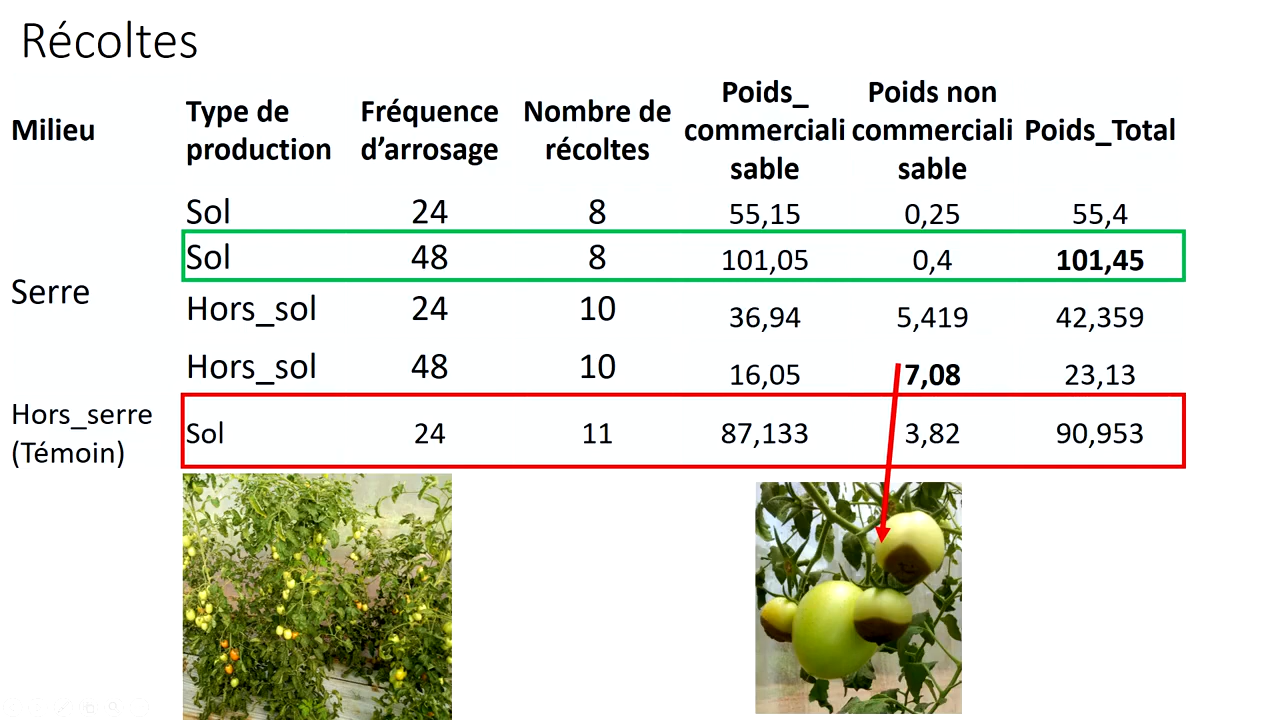 Récoltes
Milieu
Type de
production
Fréquence
d’arrosage
Nombre de
récoltes
Poids_
commerciali
sable
Poids non
commerciali
sable
Poids_Total
Serre
Sol 24 8 55,15 0,25 55,4
Sol 48 8 101,05 0,4 101,45
Hors_sol 24 10 36,94 5,419 42,359
Hors_sol 48 10 16,05 7,08 23,13
Hors_serre
(Témoin)
Sol 24 11 87,133 3,82 90,953